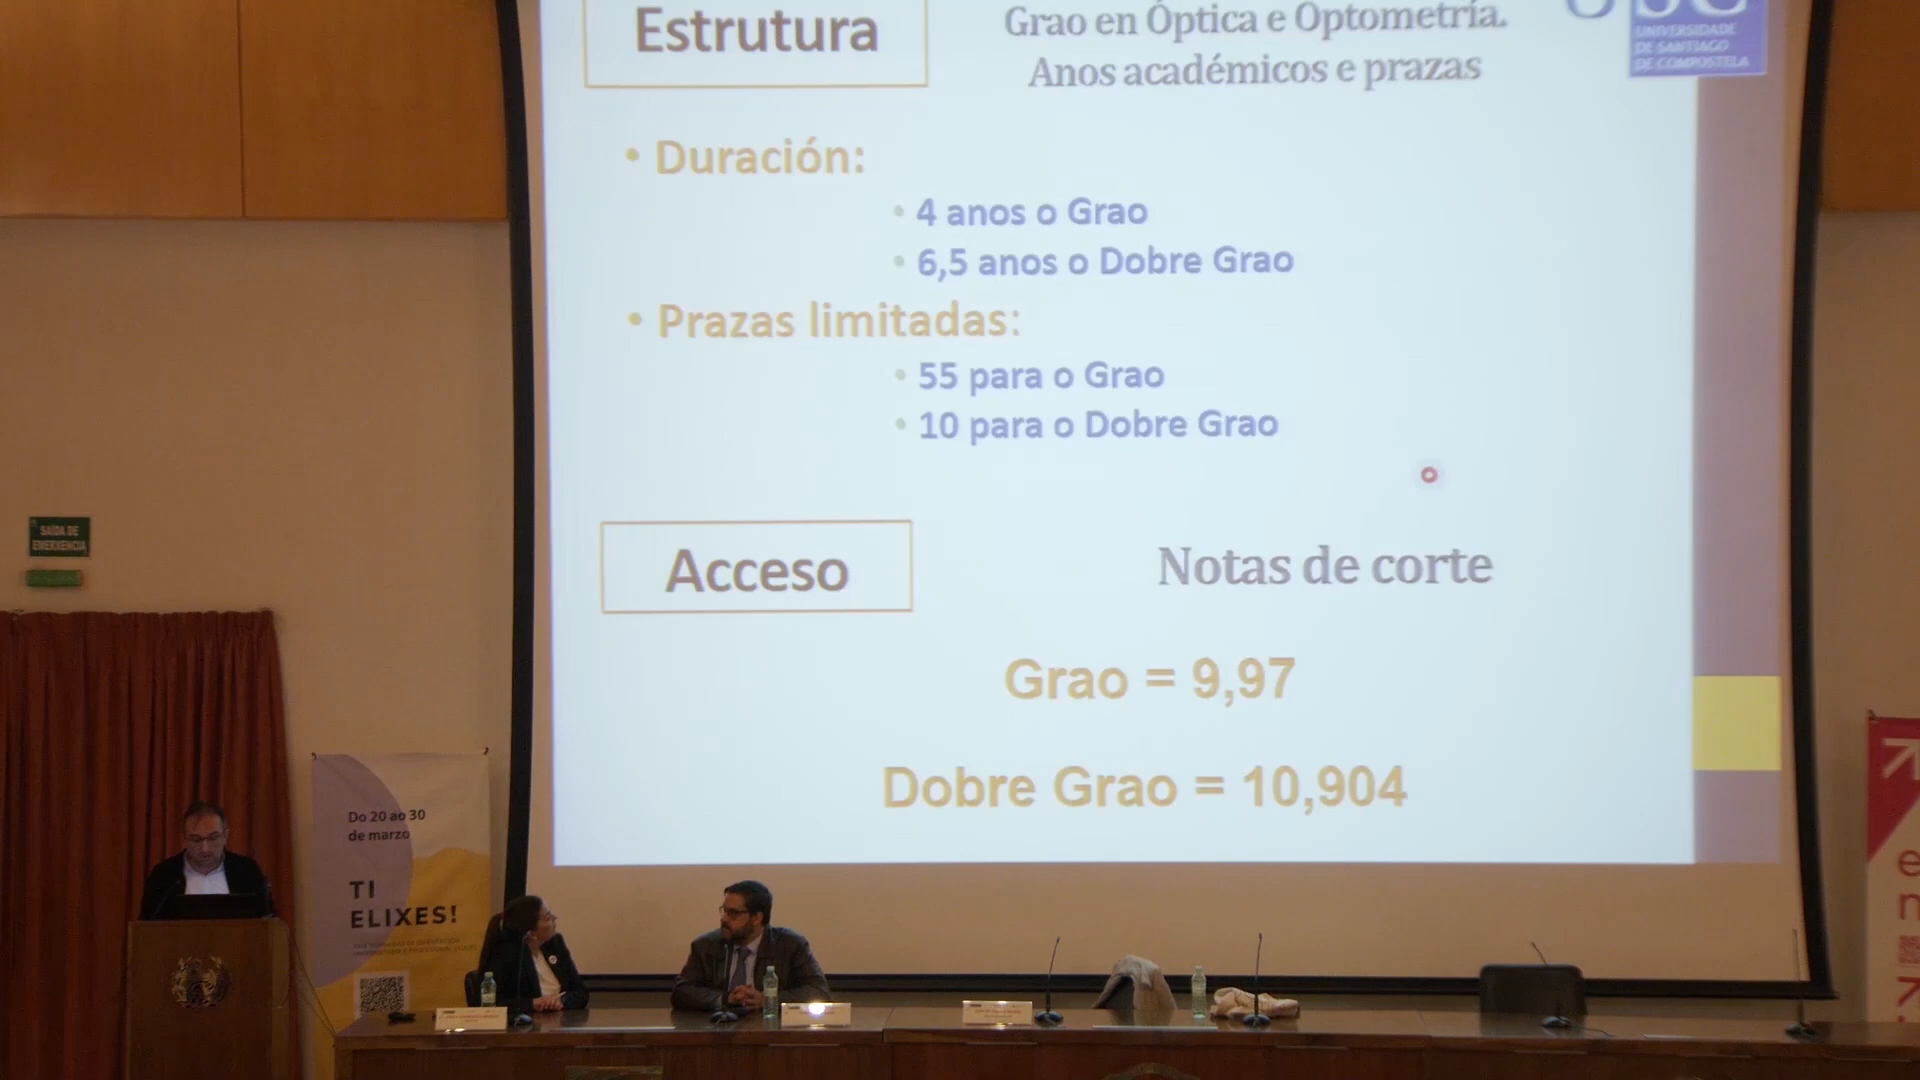 Estrutura
Grao en Óptica e Optometría.
Anos académicos e prazas
USC
UNIVERSIDADE
DE SANTIAGO
DE COMPOSTELA
• Duración:
• 4 anos o Grao
• 6,5 anos o Dobre Grao
• Prazas limitadas:
• 55 para o Grao
• 10 para o Dobre Grao
Acceso
Notas de corte
Grao = 9,97
Dobre Grao = 10,904
SAÍDA DE
EMERXENCIA
Do 20 ao 30
de marzo
TI
ELIXES!
e
n